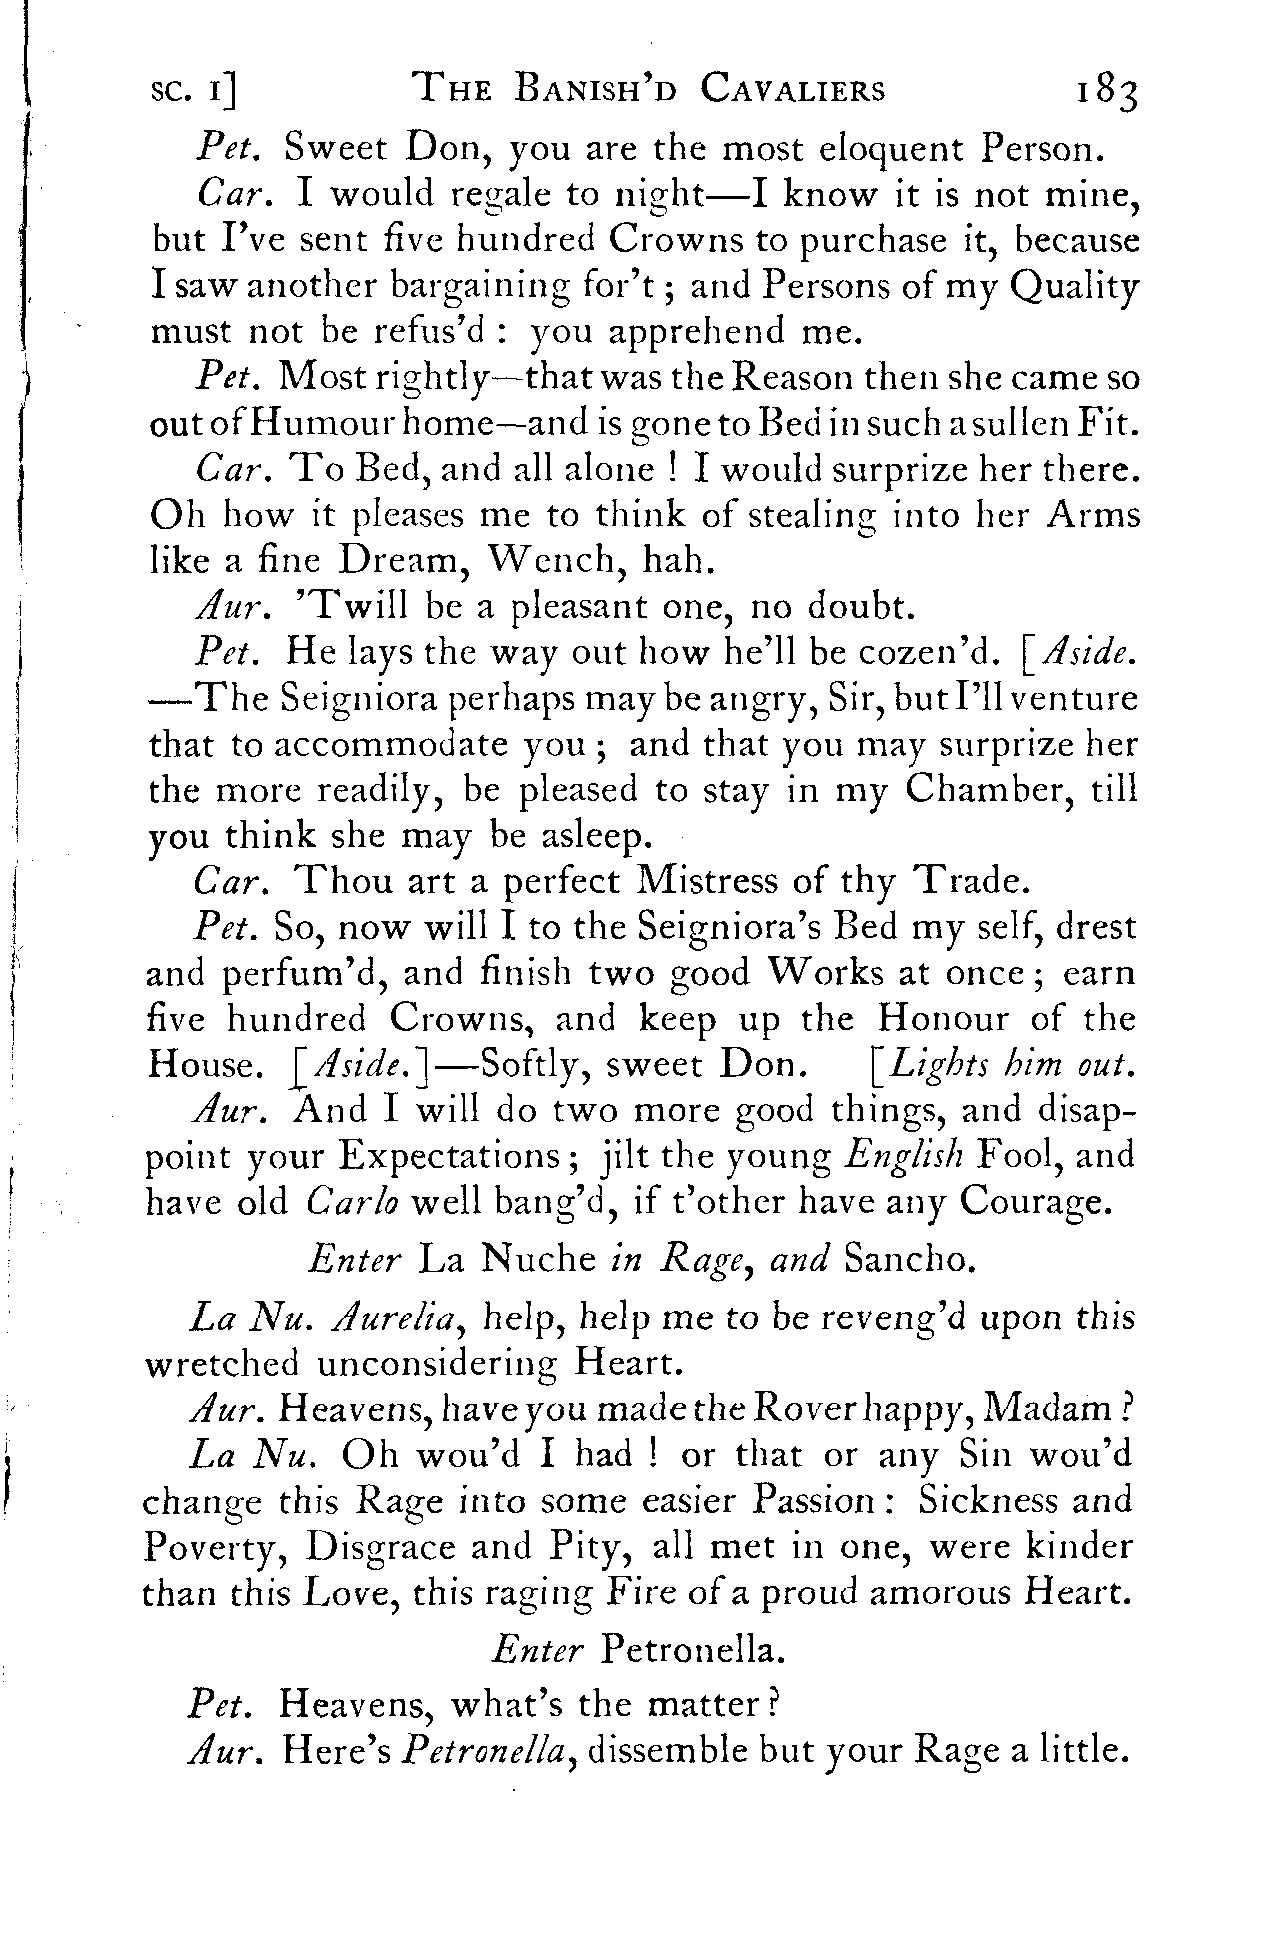 SC. I] THE BANISH'D CAVALIERS 183
Pet. Sweet Don, you are the most eloquent Person.
Car. I would regale to night—I know it is not mine,
but I've sent five hundred Crowns to purchase it, because
I saw another bargaining for't ; and Persons of my Quality
must not be refus'd : you apprehend me.
Pet. Most rightly—that was the Reason then she came so
out of Humour home—and is gone to Bed in such a sullen Fit.
Car. To Bed, and all alone ! I would surprize her there.
Oh how it pleases me to think of stealing into her Arms
like a fine Dream, Wench, hah.
Aur. 'Twill be a pleasant one, no doubt.
Pet. He lays the way out how he'll be cozen'd. [Aside.
—The Seigniora perhaps may be angry, Sir, but I'll venture
that to accommodate you ; and that you may surprize her
the more readily, be pleased to stay in my Chamber, till
you think she may be asleep.
Car. Thou art a perfect Mistress of thy Trade.
Pet. So, now will I to the Seigniora's Bed my self, drest
and perfum'd, and finish two good Works at once ; earn
five hundred Crowns, and keep up the Honour of the
House. [Aside.]—Softly, sweet Don. [Lights him out.
Aur. And I will do two more good things, and disap-
point your Expectations ; jilt the young English Fool, and
have old Carlo well bang'd, if t'other have any Courage.
Enter La Nuche in Rage, and Sancho.
La Nu. Aurelia, help, help me to be reveng'd upon this
wretched unconsidering Heart.
Aur. Heavens, have you made the Rover happy, Madam ?
La Nu. Oh wou'd I had ! or that or any Sin wou'd
change this Rage into some easier Passion : Sickness and
Poverty, Disgrace and Pity, all met in one, were kinder
than this Love, this raging Fire of a proud amorous Heart.
Enter Petronella.
Pet. Heavens, what's the matter ?
Aur. Here's Petronella, dissemble but your Rage a little.